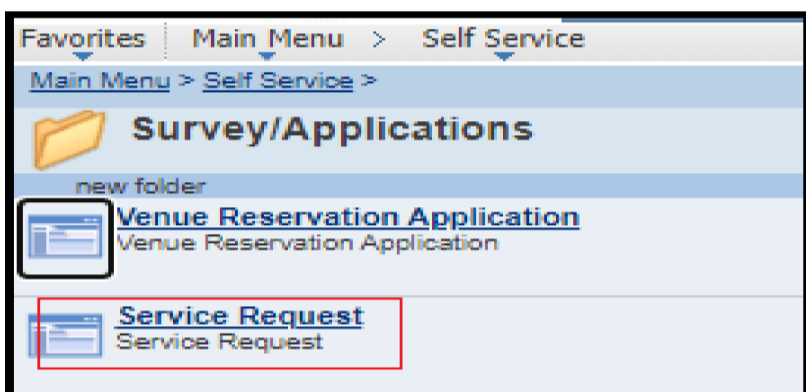 Favorites Main Menu > Self Service
Main Menu > Self Service >
Survey/Applications
new folder
Venue Reservation Application
Venue Reservation Application
Service Request
Service Request